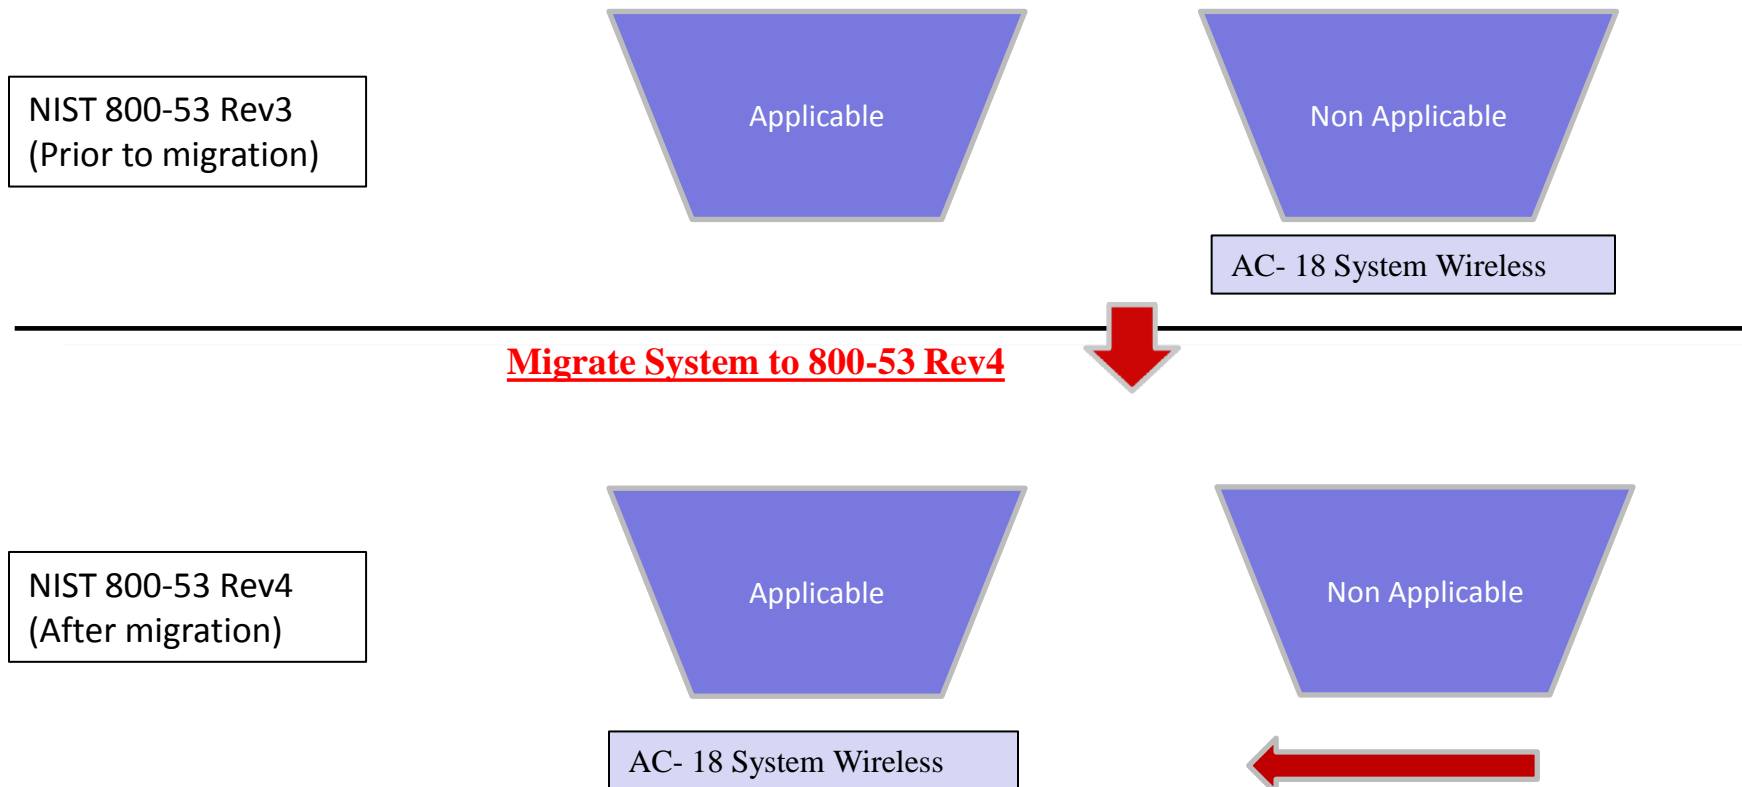 NIST 800-53 Rev3
(Prior to migration)
Applicable
Non Applicable
AC- 18 System Wireless
Migrate System to 800-53 Rev4
NIST 800-53 Rev4
(After migration)
Applicable
Non Applicable
AC- 18 System Wireless